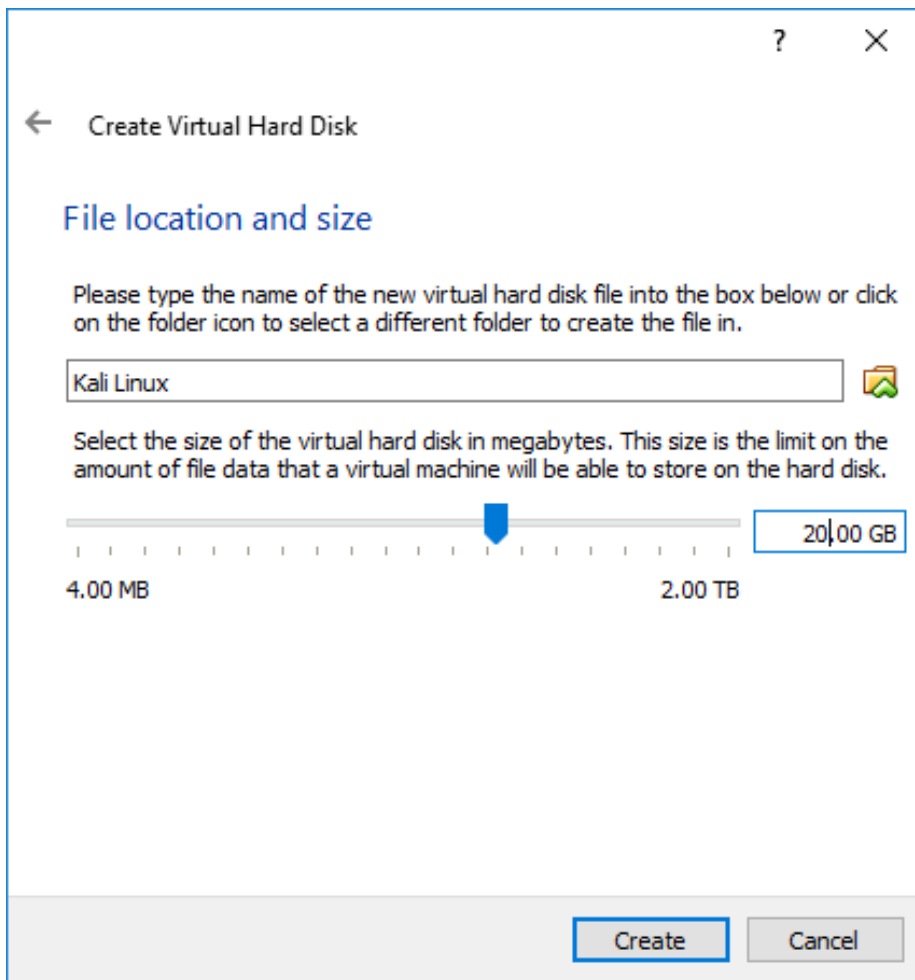 ?
Create Virtual Hard Disk
File location and size
Please type the name of the new virtual hard disk file into the box below or click
on the folder icon to select a different folder to create the file in.
Kali Linux
Select the size of the virtual hard disk in megabytes. This size is the limit on the
amount of file data that a virtual machine will be able to store on the hard disk.
20.00 GB
4.00 MB 2.00 TB
Create Cancel